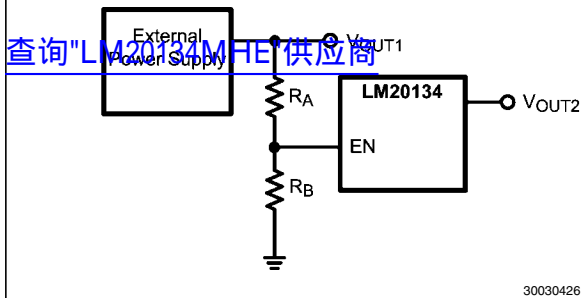 External
Power Supply
查询"LM20134MHE"供应商
VOUT1
RA
LM20134
VOUT2
EN
RB
30030426